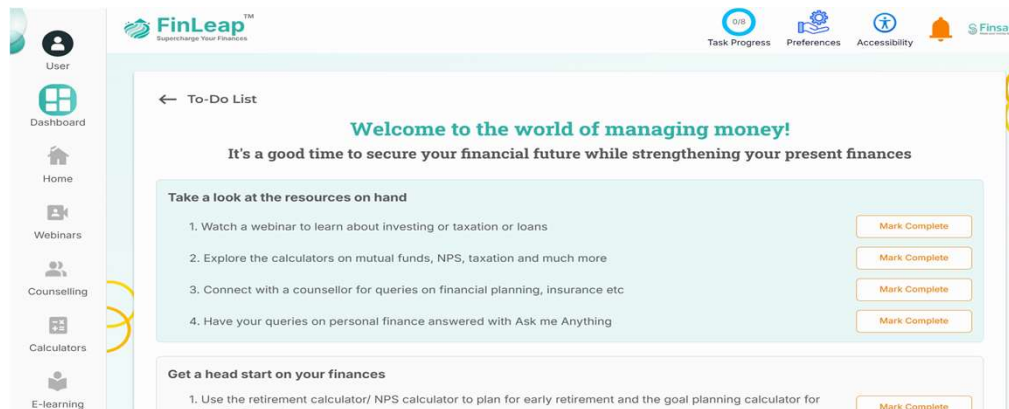 FinLeap™
Supercharge Your Finances
0/8
Task Progress
Preferences
Accessibility
User
Dashboard
Home
Webinars
Counselling
Calculators
E-learning
← To-Do List
Welcome to the world of managing money!
It's a good time to secure your financial future while strengthening your present finances
Take a look at the resources on hand
1. Watch a webinar to learn about investing or taxation or loans
Mark Complete
2. Explore the calculators on mutual funds, NPS, taxation and much more
Mark Complete
3. Connect with a counsellor for queries on financial planning, insurance etc
Mark Complete
4. Have your queries on personal finance answered with Ask me Anything
Mark Complete
Get a head start on your finances
1. Use the retirement calculator/ NPS calculator to plan for early retirement and the goal planning calculator for
Mark Complete